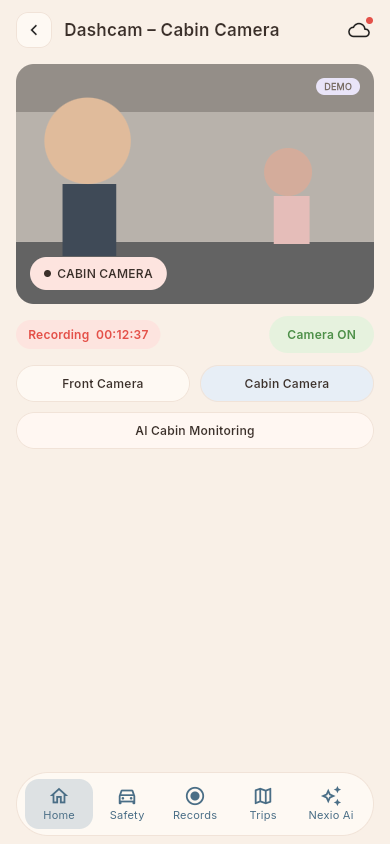 Dashcam – Cabin Camera
DEMO
CABIN CAMERA
Recording 00:12:37
Camera ON
Front Camera
Cabin Camera
AI Cabin Monitoring
Home
Safety
Records
Trips
Nexio Ai